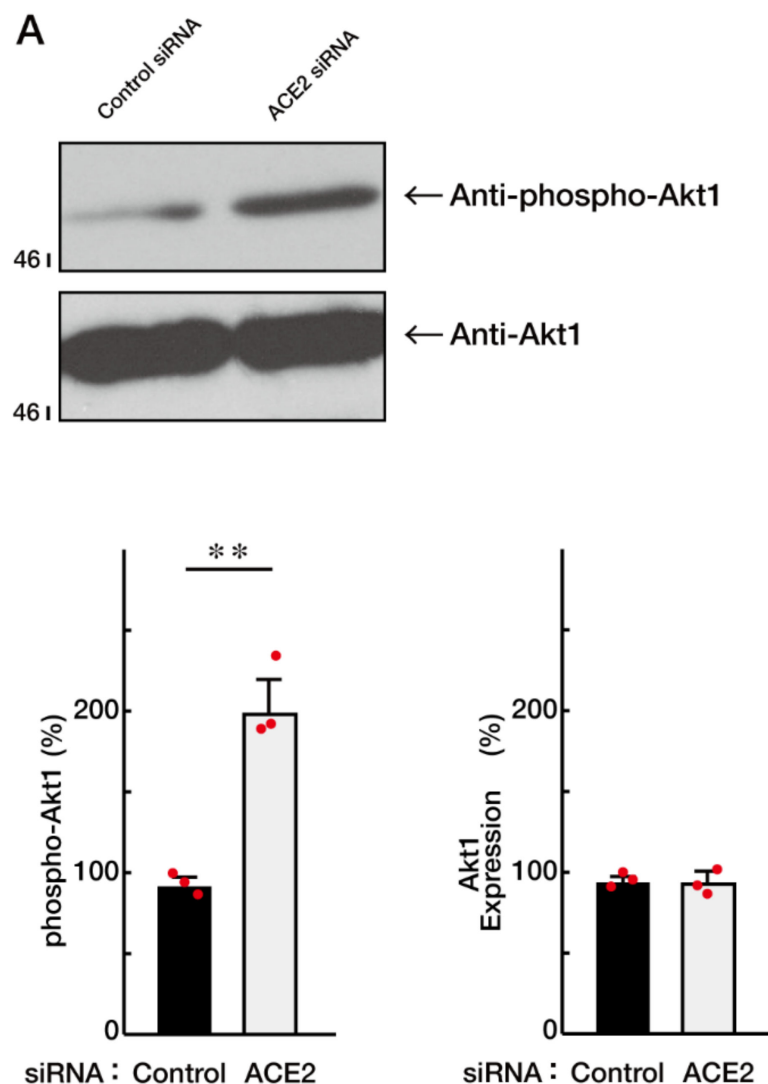 A
Control siRNA
ACE2 siRNA
← Anti-phospho-Akt1
46
← Anti-Akt1
46
**
200
100
0
phospho-Akt1 (%)
siRNA : Control ACE2
200
100
0
Akt1
Expression (%)
siRNA : Control ACE2